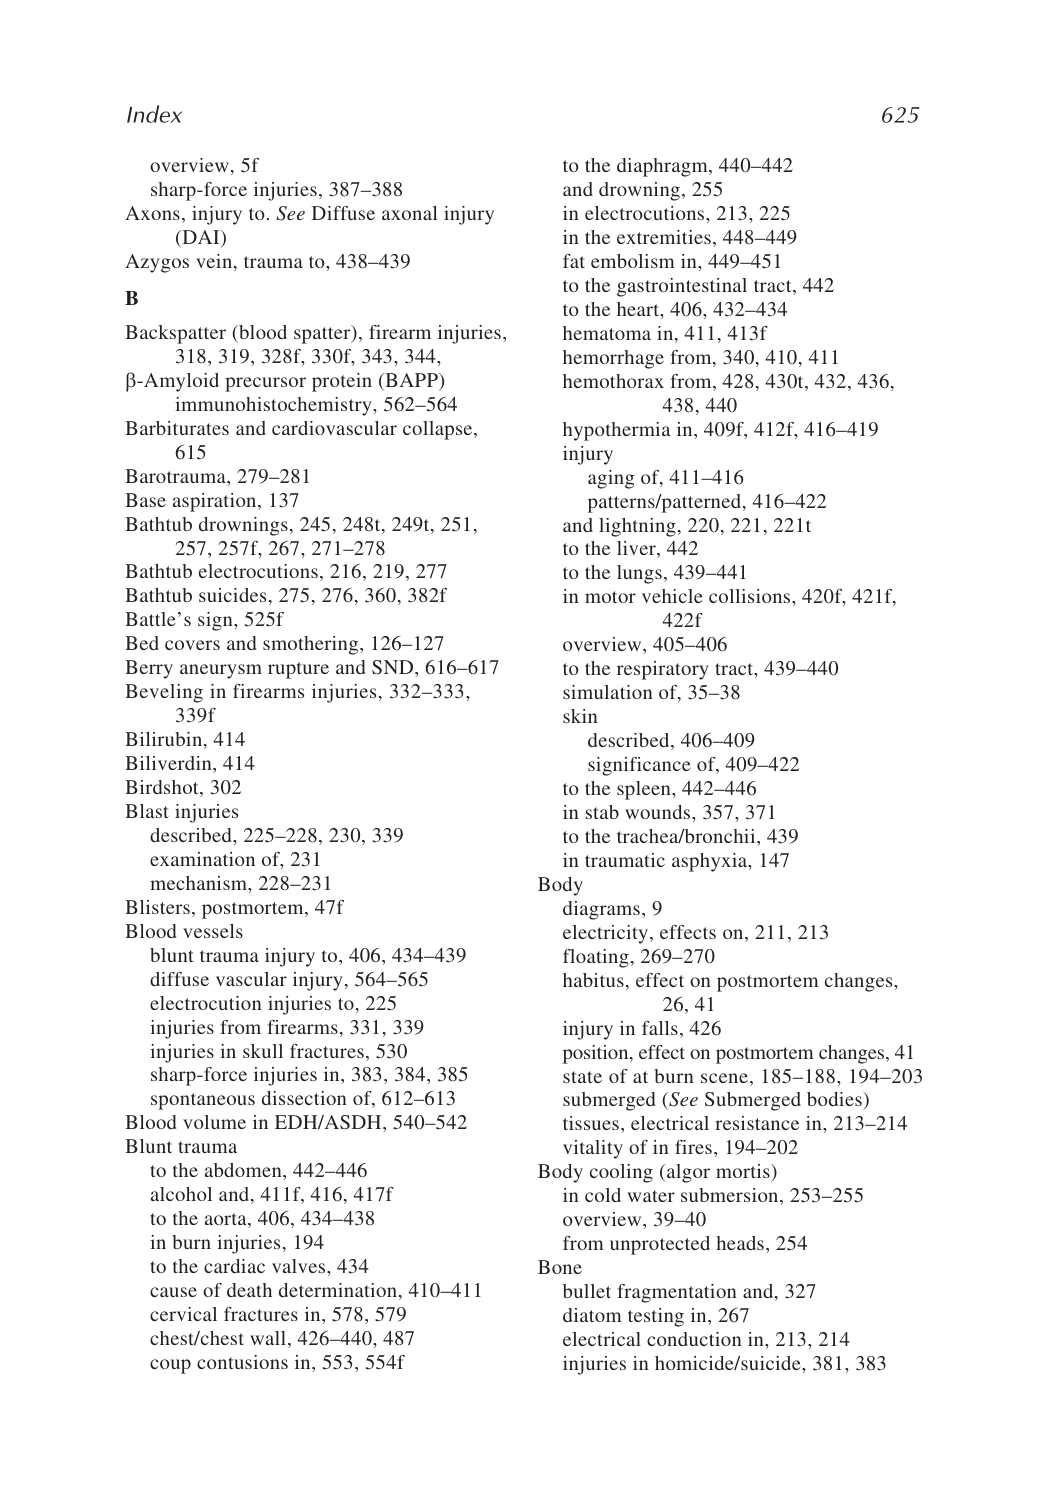 Index 625
overview, 5f
sharp-force injuries, 387–388
Axons, injury to. See Diffuse axonal injury
(DAI)
Azygos vein, trauma to, 438–439
B
Backspatter (blood spatter), firearm injuries,
318, 319, 328f, 330f, 343, 344,
β-Amyloid precursor protein (BAPP)
immunohistochemistry, 562–564
Barbiturates and cardiovascular collapse,
615
Barotrauma, 279–281
Base aspiration, 137
Bathtub drownings, 245, 248t, 249t, 251,
257, 257f, 267, 271–278
Bathtub electrocutions, 216, 219, 277
Bathtub suicides, 275, 276, 360, 382f
Battle’s sign, 525f
Bed covers and smothering, 126–127
Berry aneurysm rupture and SND, 616–617
Beveling in firearms injuries, 332–333,
339f
Bilirubin, 414
Biliverdin, 414
Birdshot, 302
Blast injuries
described, 225–228, 230, 339
examination of, 231
mechanism, 228–231
Blisters, postmortem, 47f
Blood vessels
blunt trauma injury to, 406, 434–439
diffuse vascular injury, 564–565
electrocution injuries to, 225
injuries from firearms, 331, 339
injuries in skull fractures, 530
sharp-force injuries in, 383, 384, 385
spontaneous dissection of, 612–613
Blood volume in EDH/ASDH, 540–542
Blunt trauma
to the abdomen, 442–446
alcohol and, 411f, 416, 417f
to the aorta, 406, 434–438
in burn injuries, 194
to the cardiac valves, 434
cause of death determination, 410–411
cervical fractures in, 578, 579
chest/chest wall, 426–440, 487
coup contusions in, 553, 554f
to the diaphragm, 440–442
and drowning, 255
in electrocutions, 213, 225
in the extremities, 448–449
fat embolism in, 449–451
to the gastrointestinal tract, 442
to the heart, 406, 432–434
hematoma in, 411, 413f
hemorrhage from, 340, 410, 411
hemothorax from, 428, 430t, 432, 436,
438, 440
hypothermia in, 409f, 412f, 416–419
injury
aging of, 411–416
patterns/patterned, 416–422
and lightning, 220, 221, 221t
to the liver, 442
to the lungs, 439–441
in motor vehicle collisions, 420f, 421f,
422f
overview, 405–406
to the respiratory tract, 439–440
simulation of, 35–38
skin
described, 406–409
significance of, 409–422
to the spleen, 442–446
in stab wounds, 357, 371
to the trachea/bronchii, 439
in traumatic asphyxia, 147
Body
diagrams, 9
electricity, effects on, 211, 213
floating, 269–270
habitus, effect on postmortem changes,
26, 41
injury in falls, 426
position, effect on postmortem changes, 41
state of at burn scene, 185–188, 194–203
submerged (See Submerged bodies)
tissues, electrical resistance in, 213–214
vitality of in fires, 194–202
Body cooling (algor mortis)
in cold water submersion, 253–255
overview, 39–40
from unprotected heads, 254
Bone
bullet fragmentation and, 327
diatom testing in, 267
electrical conduction in, 213, 214
injuries in homicide/suicide, 381, 383